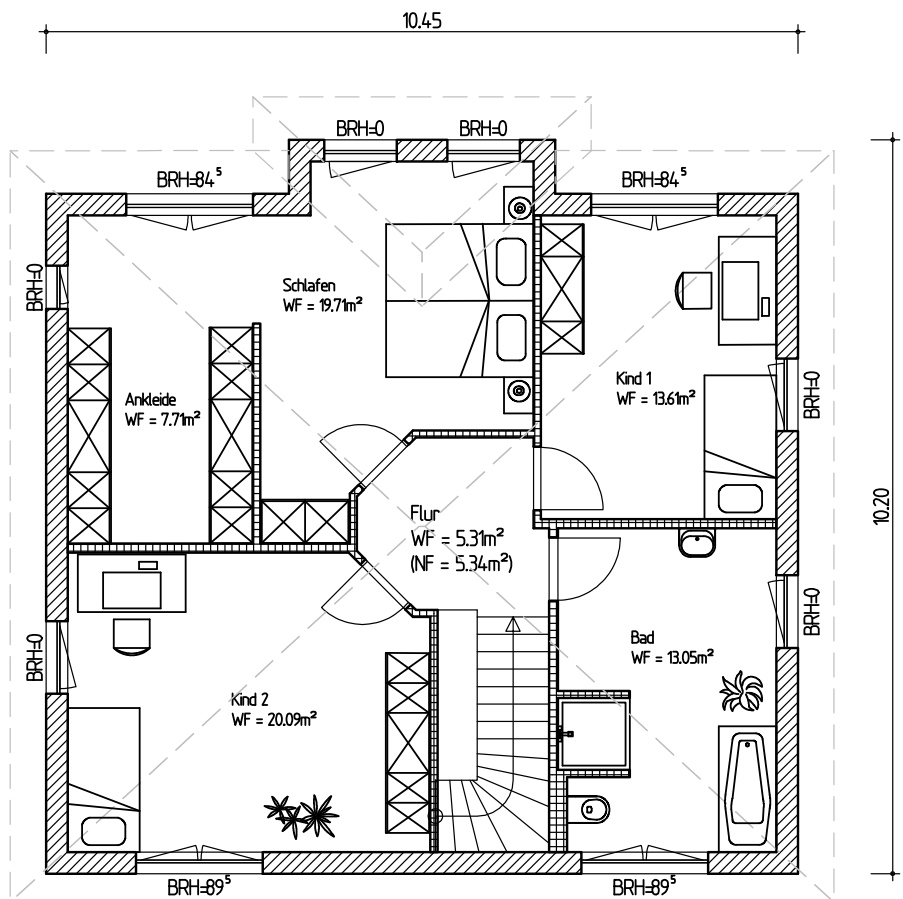 10.45
BRH=0
BRH=0
BRH=84⁵
BRH=84⁵
BRH=0
Schlafen
WF = 19.71m²
Kind 1
WF = 13.61m²
Ankleide
WF = 7.71m²
BRH=0
10.20
Flur
WF = 5.31m²
(NF = 5.34m²)
BRH=0
BRH=0
Bad
WF = 13.05m²
Kind 2
WF = 20.09m²
BRH=89⁵
BRH=89⁵